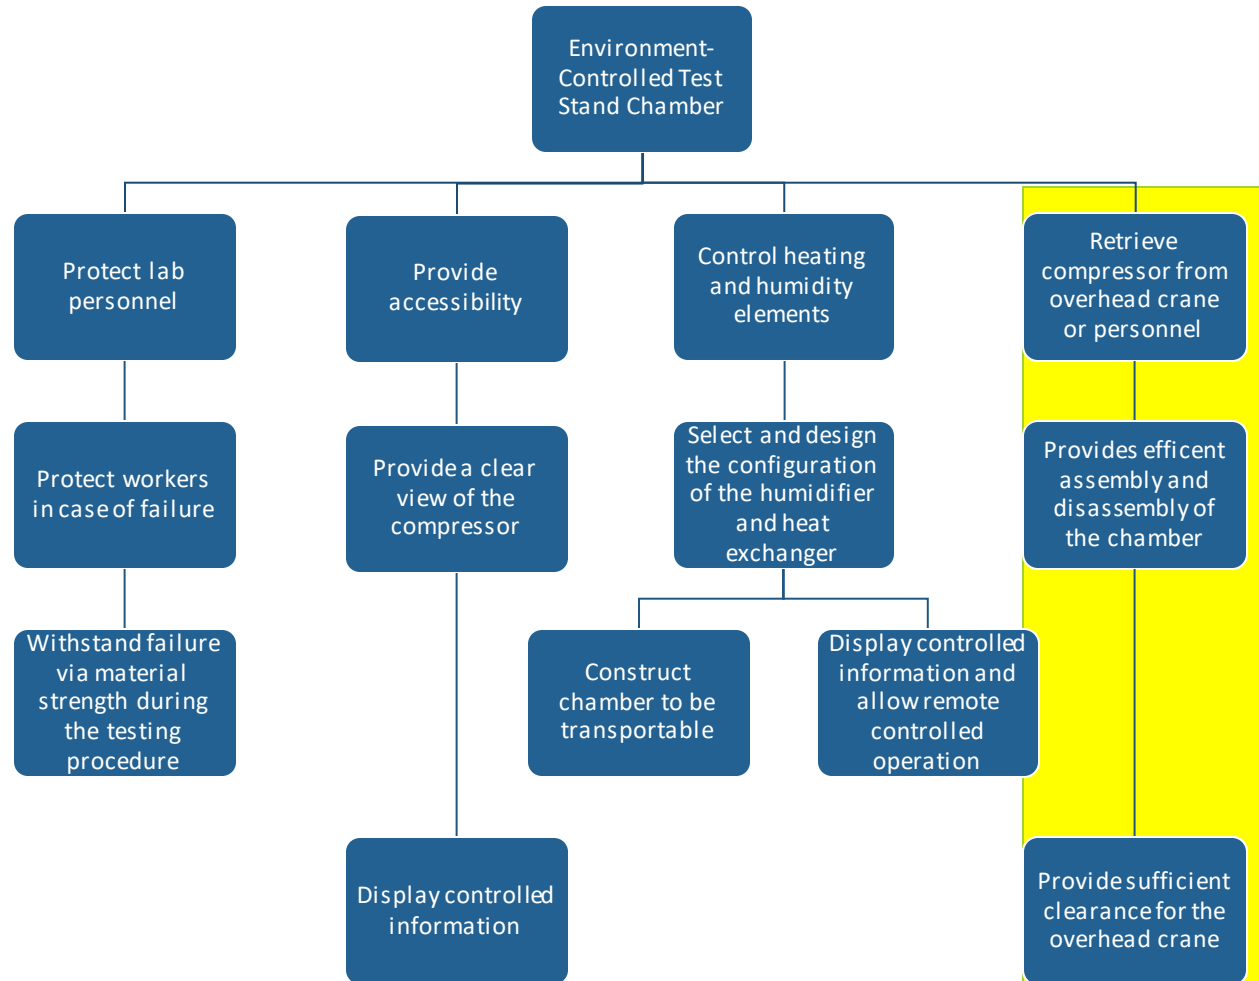 Environment-
Controlled Test
Stand Chamber
Protect lab
personnel
Provide
accessibility
Control heating
and humidity
elements
Retrieve
compressor from
overhead crane
or personnel
Protect workers
in case of failure
Provide a clear
view of the
compressor
Select and design
the configuration
of the humidifier
and heat
exchanger
Provides efficent
assembly and
disassembly of
the chamber
Withstand failure
via material
strength during
the testing
procedure
Construct
chamber to be
transportable
Display controlled
information and
allow remote
controlled
operation
Display controlled
information
Provide sufficient
clearance for the
overhead crane